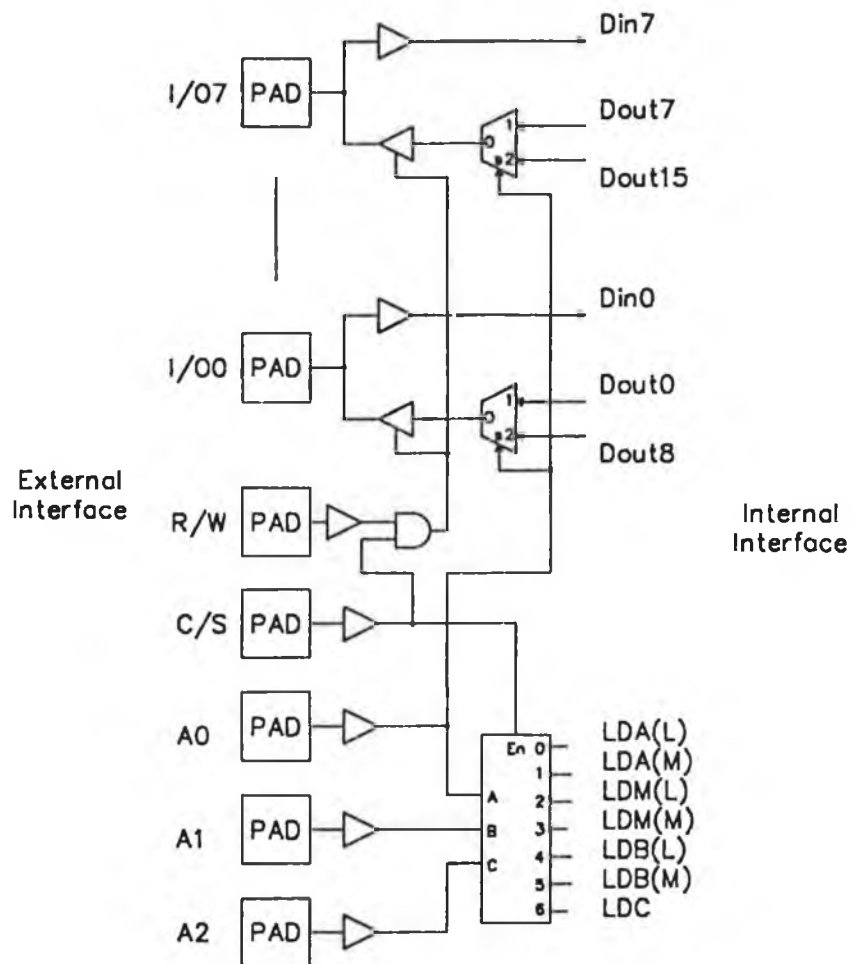 Din7
I/O7 PAD
1 Dout7
2 Dout15
Din0
I/O0 PAD
1 Dout0
2 Dout8
External
Interface
R/W PAD
Internal
Interface
C/S PAD
A0 PAD
En 0 LDA(L)
1 LDA(M)
A 2 LDM(L)
B 3 LDM(M)
A1 PAD
C 4 LDB(L)
5 LDB(M)
6 LDC
A2 PAD